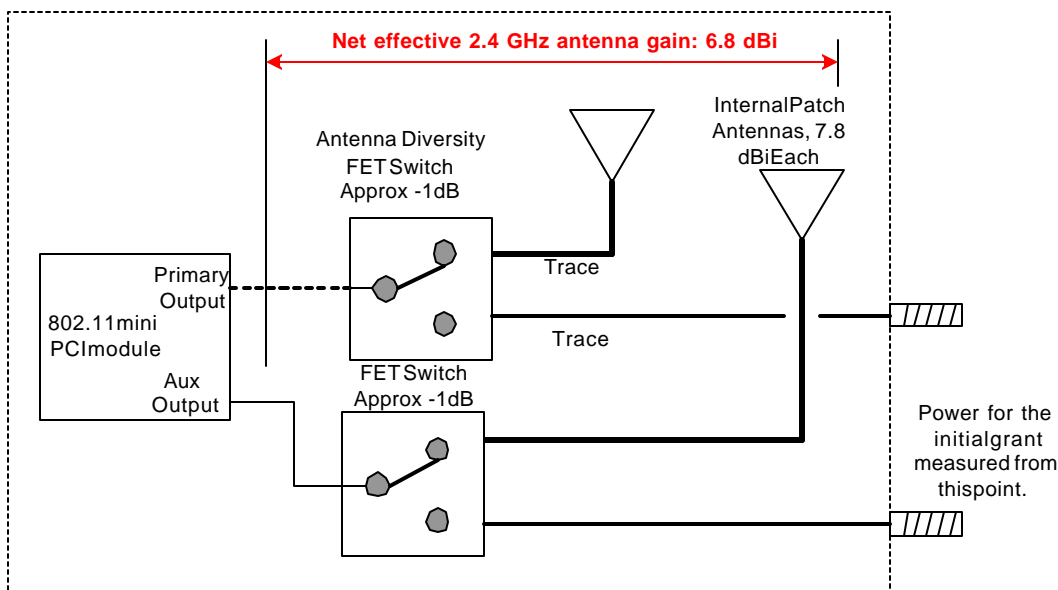 Net effective 2.4 GHz antenna gain: 6.8 dBi
InternalPatch
Antennas, 7.8
dBiEach
Antenna Diversity
FETSwitch
Approx -1dB
Primary
Output
802.11mini
PCImodule
Aux
Output
Trace
Trace
FETSwitch
Approx -1dB
Power for the
initialgrant
measured from
thispoint.